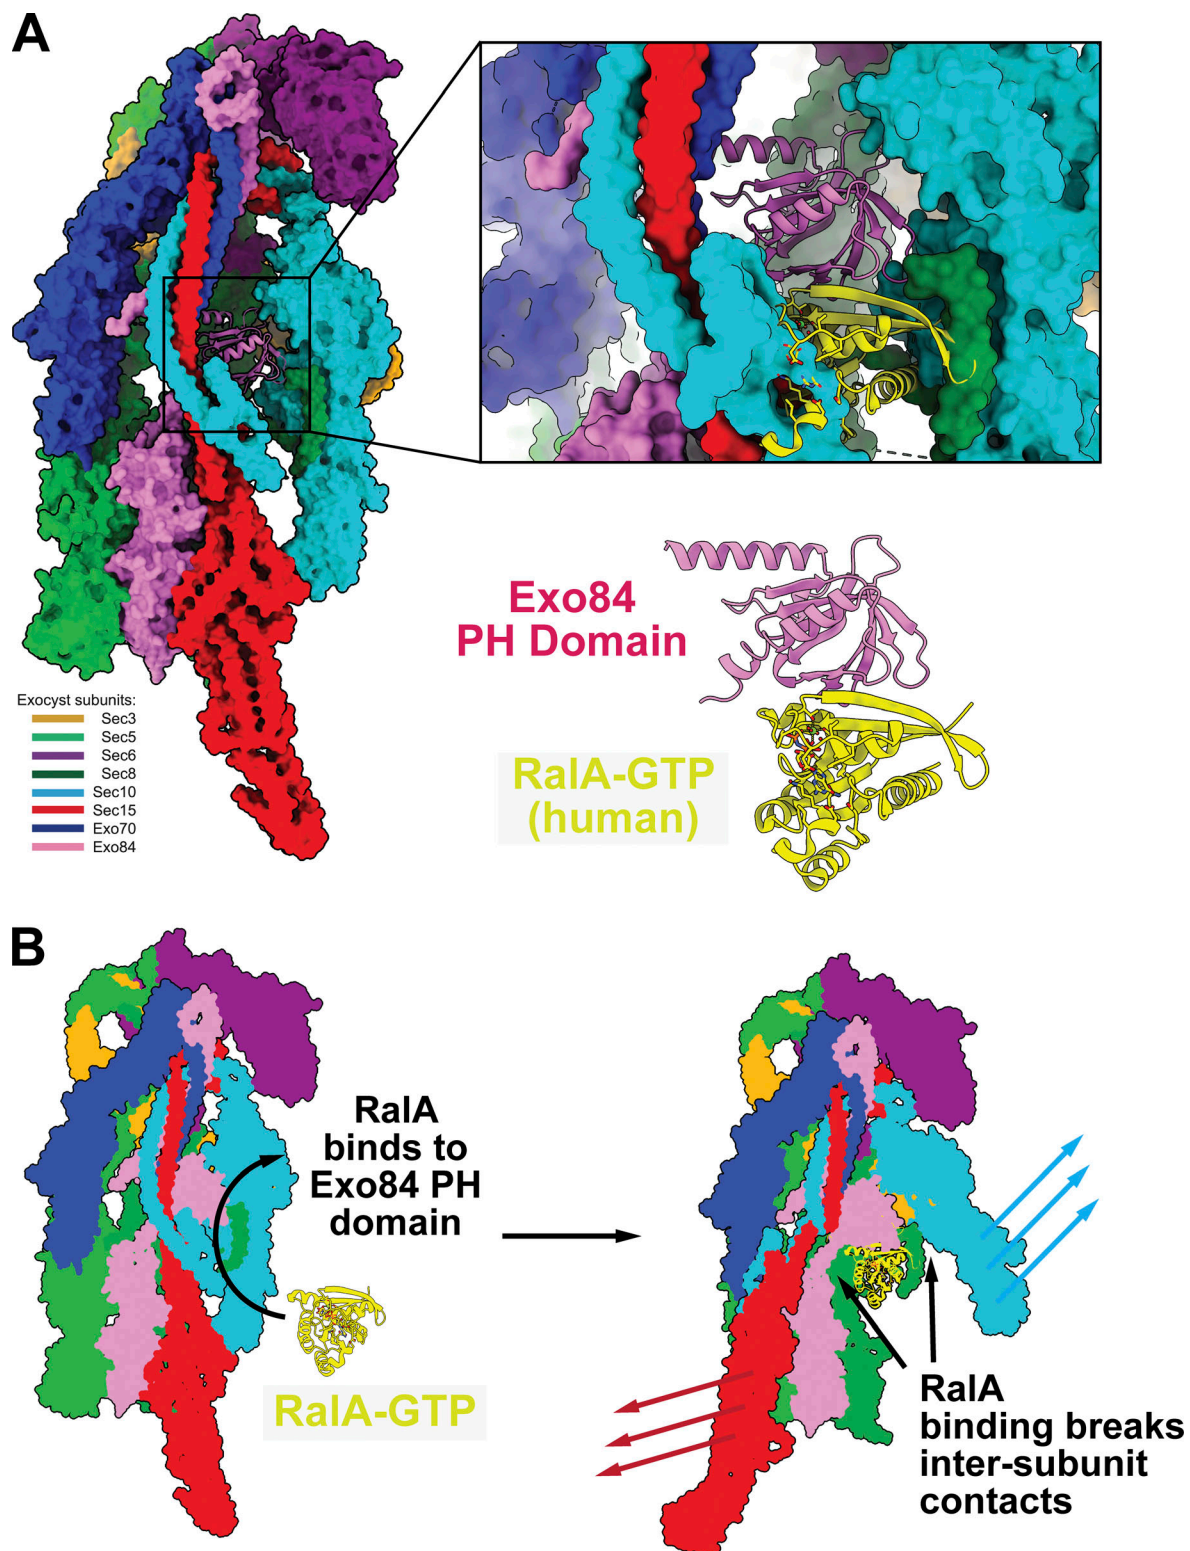 A
Exo84
PH Domain
Exocyst subunits:
Sec3
Sec5
Sec6
Sec8
Sec10
Sec15
Exo70
Exo84
RalA-GTP
(human)
B
RalA
binds to
Exo84 PH
domain
RalA-GTP
RalA
binding breaks
inter-subunit
contacts